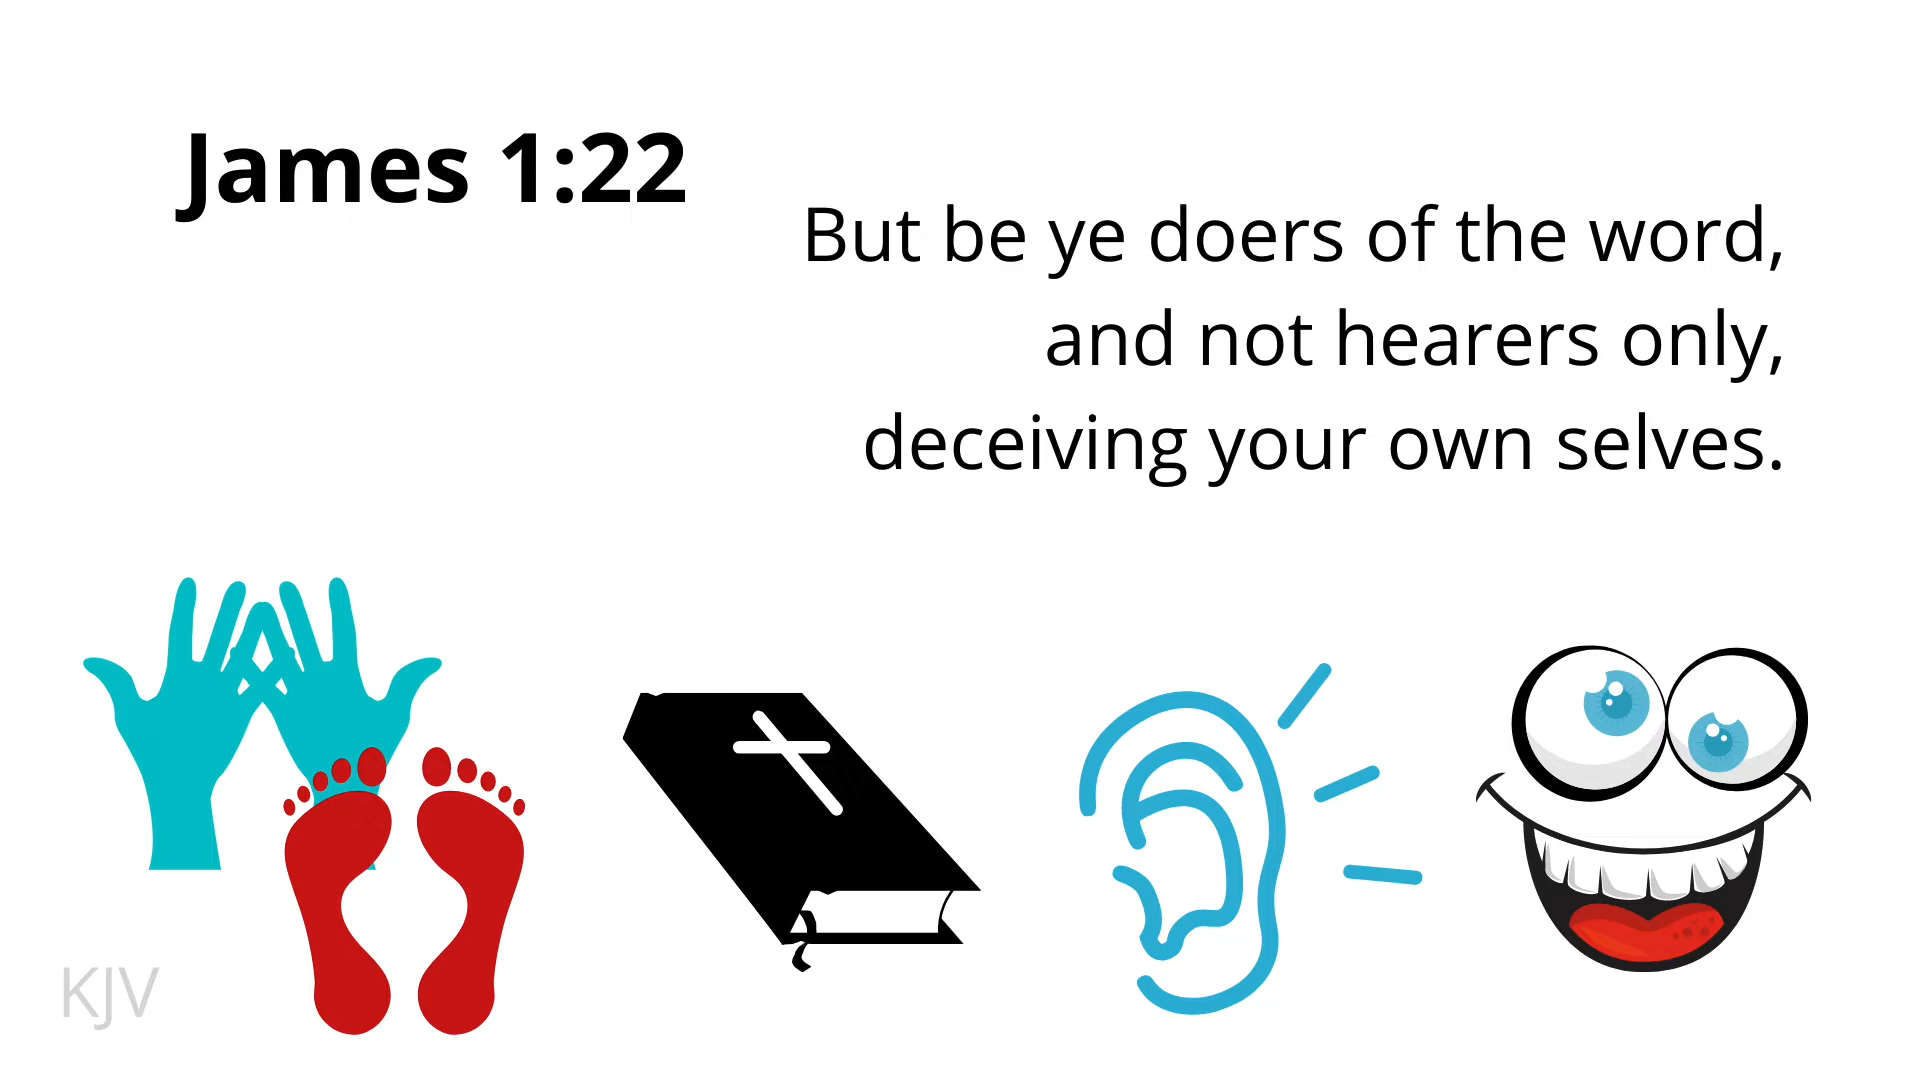 James 1:22
But be ye doers of the word,
and not hearers only,
deceiving your own selves.
KJV